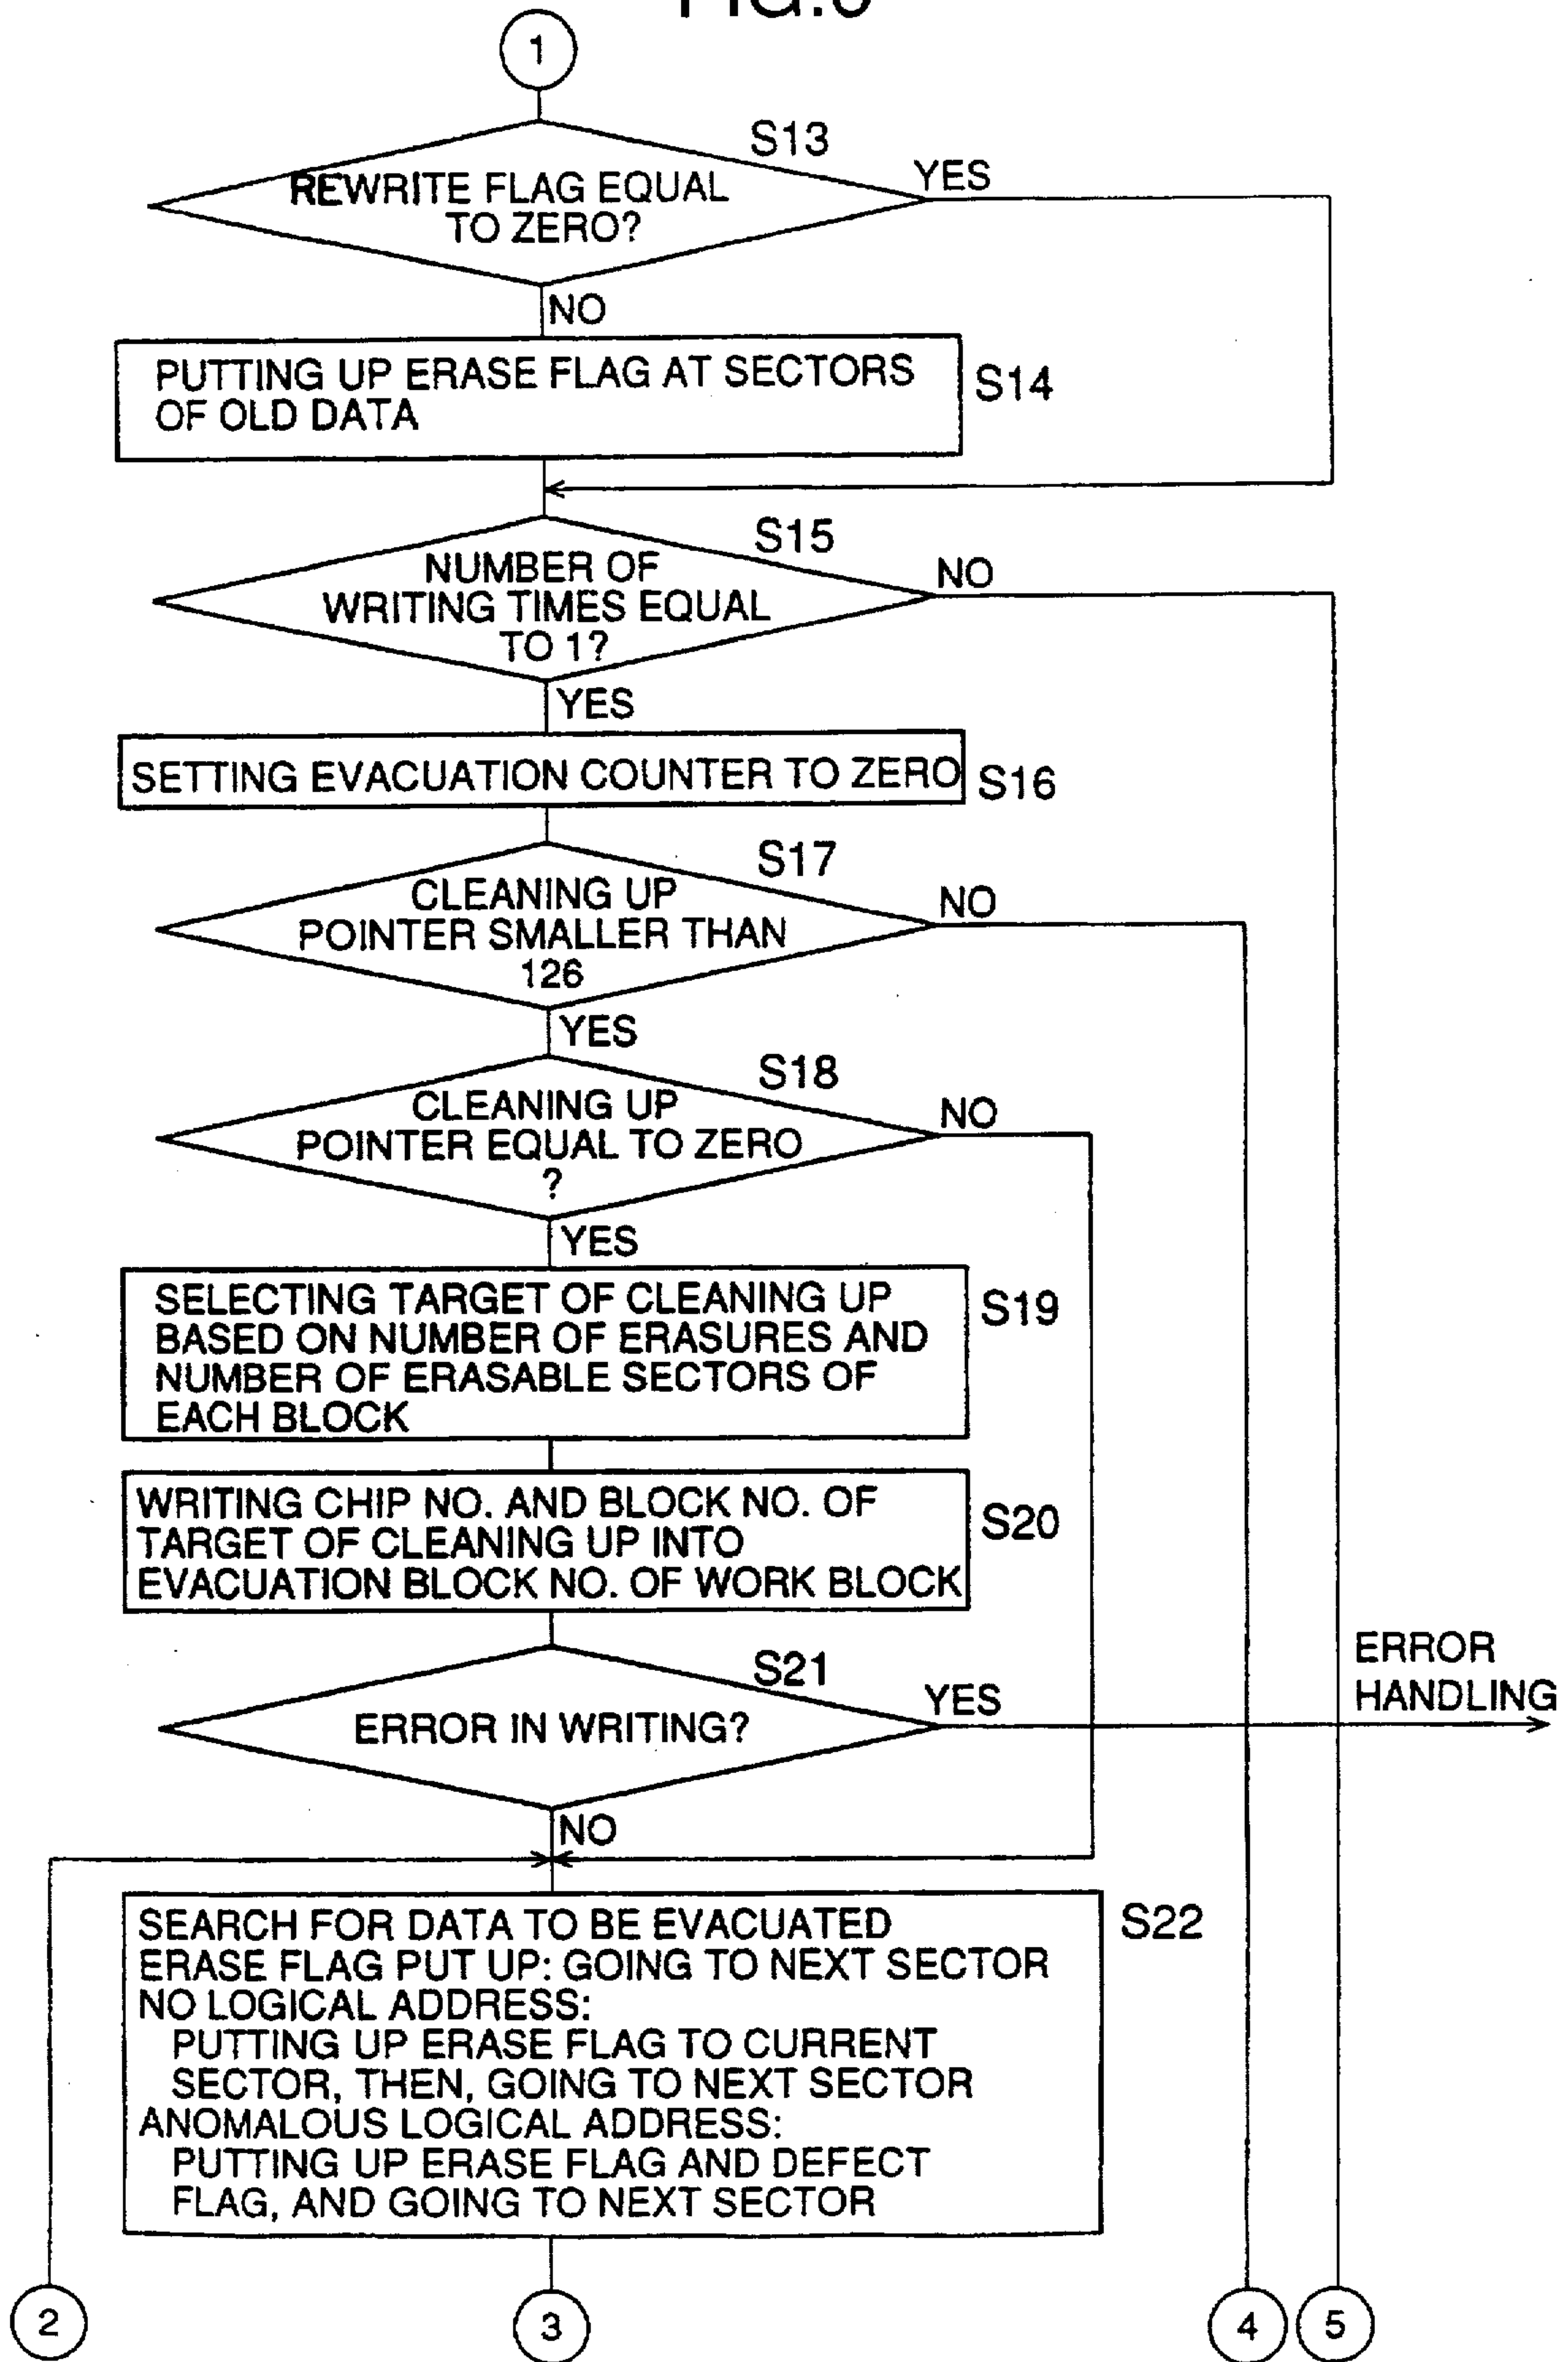 1
S13
REWRITE FLAG EQUAL
TO ZERO?
YES
NO
PUTTING UP ERASE FLAG AT SECTORS
OF OLD DATA
S14
S15
NUMBER OF
WRITING TIMES EQUAL
TO 1?
NO
YES
SETTING EVACUATION COUNTER TO ZERO
S16
S17
CLEANING UP
POINTER SMALLER THAN
126
NO
YES
S18
CLEANING UP
POINTER EQUAL TO ZERO
?
NO
YES
SELECTING TARGET OF CLEANING UP
BASED ON NUMBER OF ERASURES AND
NUMBER OF ERASABLE SECTORS OF
EACH BLOCK
S19
WRITING CHIP NO. AND BLOCK NO. OF
TARGET OF CLEANING UP INTO
EVACUATION BLOCK NO. OF WORK BLOCK
S20
S21
ERROR IN WRITING?
YES
ERROR
HANDLING
NO
SEARCH FOR DATA TO BE EVACUATED
ERASE FLAG PUT UP: GOING TO NEXT SECTOR
NO LOGICAL ADDRESS:
PUTTING UP ERASE FLAG TO CURRENT
SECTOR, THEN, GOING TO NEXT SECTOR
ANOMALOUS LOGICAL ADDRESS:
PUTTING UP ERASE FLAG AND DEFECT
FLAG, AND GOING TO NEXT SECTOR
S22
2
3
4
5